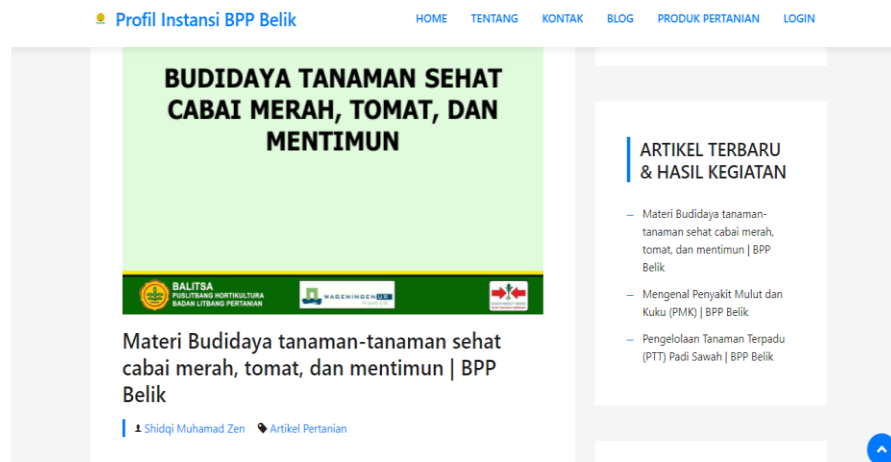 Profil Instansi BPP Belik
HOME TENTANG KONTAK BLOG PRODUK PERTANIAN LOGIN
BUDIDAYA TANAMAN SEHAT
CABAI MERAH, TOMAT, DAN
MENTIMUN
BALITSA
PUSLITBANG HORTIKULTURA
BADAN LITBANG PERTANIAN
WAGENINGEN UR
Materi Budidaya tanaman-tanaman sehat
cabai merah, tomat, dan mentimun | BPP
Belik
Shidqi Muhamad Zen Artikel Pertanian
ARTIKEL TERBARU
& HASIL KEGIATAN
– Materi Budidaya tanaman-
tanaman sehat cabai merah,
tomat, dan mentimun | BPP
Belik
– Mengenal Penyakit Mulut dan
Kuku (PMK) | BPP Belik
– Pengelolaan Tanaman Terpadu
(PTT) Padi Sawah | BPP Belik